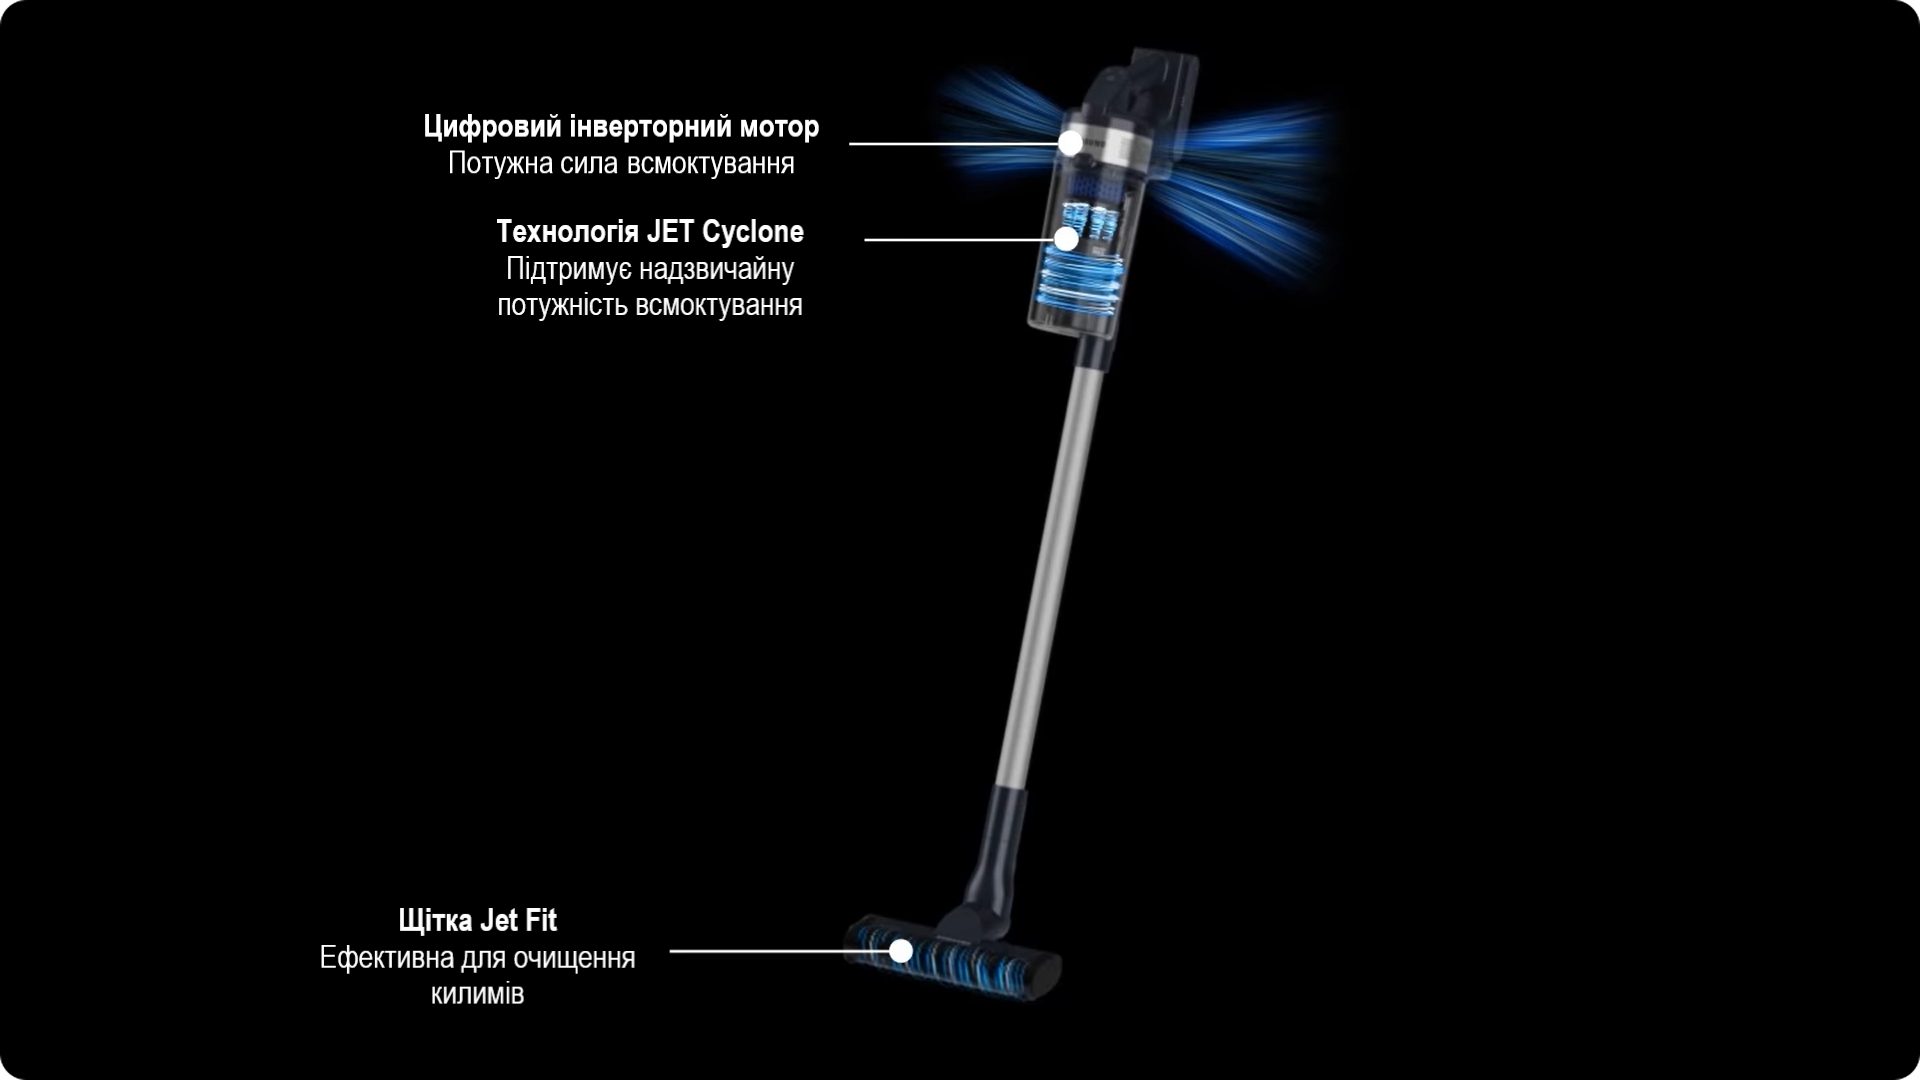 Цифровий інверторний мотор
Потужна сила всмоктування
Технологія JET Cyclone
Підтримує надзвичайну
потужність всмоктування
Щітка Jet Fit
Ефективна для очищення
килимів